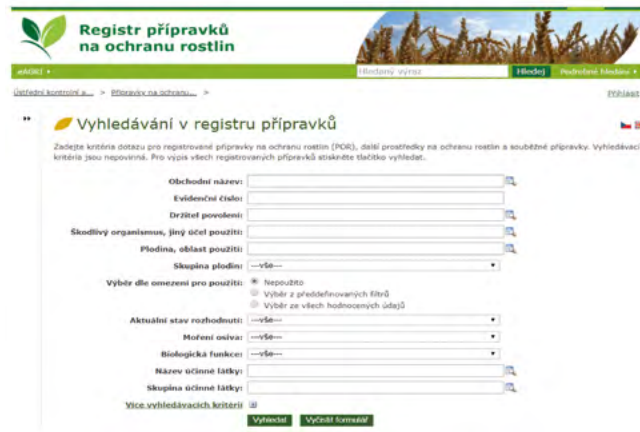 Registr přípravků
na ochranu rostlin
eAGRI
Hledaný výraz Hledej Podrobné hledání
Ústřední kontrolní a... > Přípravky na ochranu... > Přihlásit
Vyhledávání v registru přípravků
Zadejte kritéria dotazu pro registrované přípravky na ochranu rostlin (POR), další prostředky na ochranu rostlin a souběžné přípravky. Vyhledávací
kritéria jsou nepovinná. Pro výpis všech registrovaných přípravků stiskněte tlačítko vyhledat.
Obchodní název:
Evidenční číslo:
Držitel povolení:
Škodlivý organismus, jiný účel použití:
Plodina, oblast použití:
Skupina plodin: ---vše---
Výběr dle omezení pro použití: Nepoužito
Výběr z předdefinovaných filtrů
Výběr ze všech hodnocených údajů
Aktuální stav rozhodnutí: ---vše---
Moření osiva: ---vše---
Biologická funkce: ---vše---
Název účinné látky:
Skupina účinné látky:
Více vyhledávacích kritérií
Vyhledat Vyčistit formulář